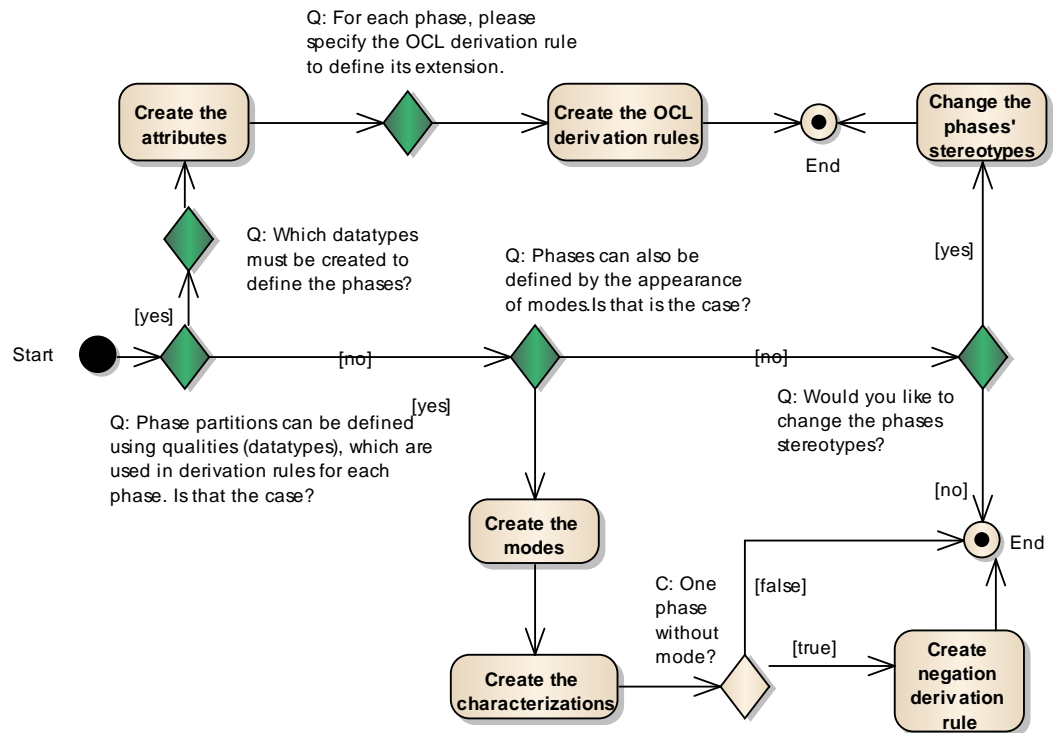 Q: For each phase, please
specify the OCL derivation rule
to define its extension.
Create the
attributes
Create the OCL
derivation rules
End
Change the
phases'
stereotypes
Q: Which datatypes
must be created to
define the phases?
[yes]
Q: Phases can also be
defined by the appearance
of modes.Is that is the case?
[yes]
Start
[no]
[no]
Q: Phase partitions can be defined
using qualities (datatypes), which are
used in derivation rules for each
phase. Is that the case?
[yes]
Q: Would you like to
change the phases
stereotypes?
[no]
Create the
modes
End
C: One
phase
without
mode?
[false]
[true]
Create the
characterizations
Create
negation
derivation
rule